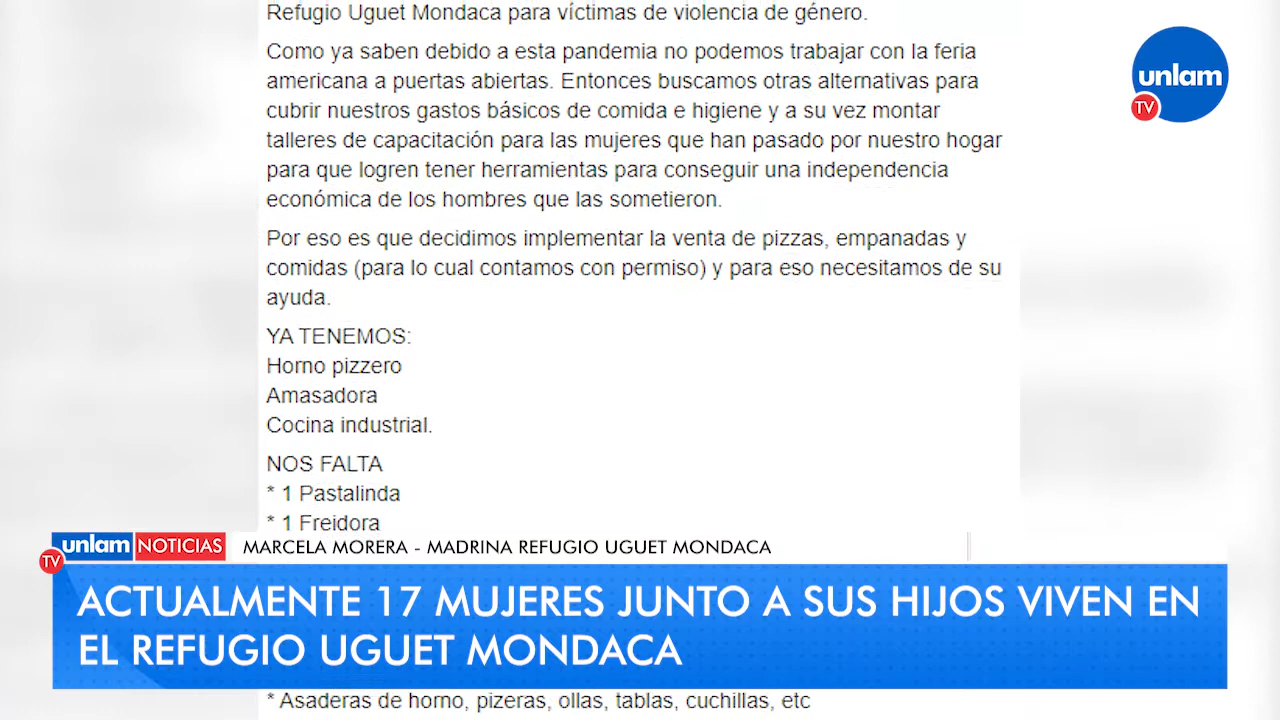 Refugio Uguet Mondaca para víctimas de violencia de género.
Como ya saben debido a esta pandemia no podemos trabajar con la feria
americana a puertas abiertas. Entonces buscamos otras alternativas para
cubrir nuestros gastos básicos de comida e higiene y a su vez montar
talleres de capacitación para las mujeres que han pasado por nuestro hogar
para que logren tener herramientas para conseguir una independencia
económica de los hombres que las sometieron.
Por eso es que decidimos implementar la venta de pizzas, empanadas y
comidas (para lo cual contamos con permiso) y para eso necesitamos de su
ayuda.
YA TENEMOS:
Horno pizzero
Amasadora
Cocina industrial.
NOS FALTA
* 1 Pastalinda
* 1 Freidora
unlam
TV
unlam NOTICIAS
TV
MARCELA MORERA - MADRINA REFUGIO UGUET MONDACA
ACTUALMENTE 17 MUJERES JUNTO A SUS HIJOS VIVEN EN
EL REFUGIO UGUET MONDACA
* Asaderas de horno, pizeras, ollas, tablas, cuchillas, etc